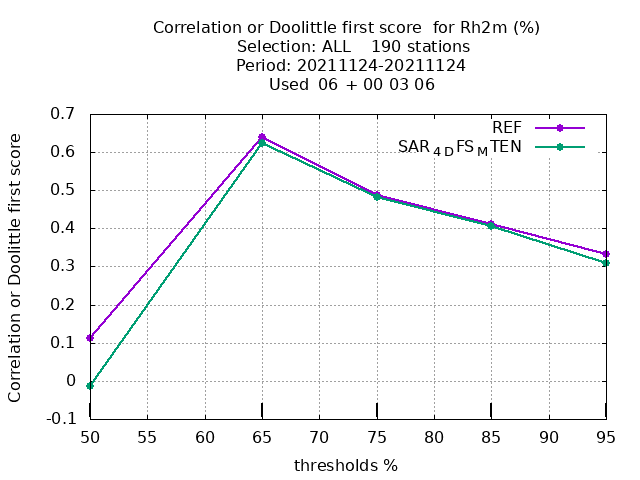 Correlation or Doolittle first score  for Rh2m (%)
Selection: ALL    190 stations
Period: 20211124-20211124
Used  06 + 00 03 06
Correlation or Doolittle first score
0.7
0.6
0.5
0.4
0.3
0.2
0.1
0
-0.1
REF
SAR4DFSMTEN
50 55 60 65 70 75 80 85 90 95
thresholds %